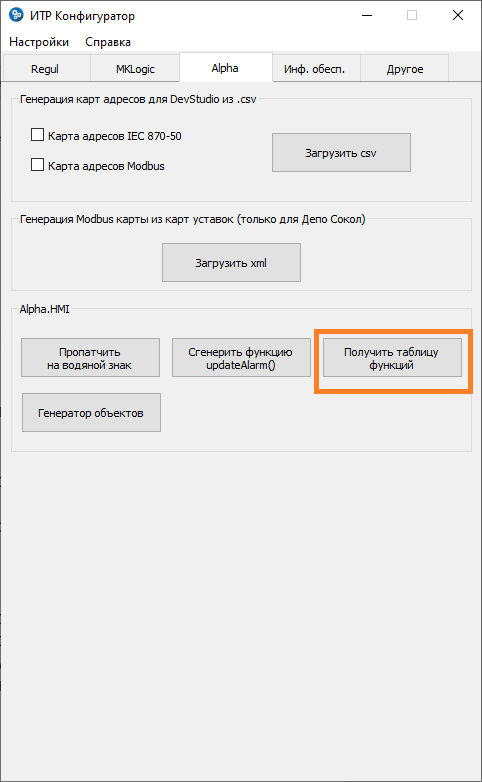 ИТР Конфигуратор
Настройки Справка
Regul MKLogic Alpha Инф. обесп. Другое
Генерация карт адресов для DevStudio из .csv
Карта адресов IEC 870-50
Загрузить csv
Карта адресов Modbus
Генерация Modbus карты из карт уставок (только для Депо Сокол)
Загрузить xml
Alpha.HMI
Пропатчить
на водяной знак
Сгенерить функцию
updateAlarm()
Получить таблицу
функций
Генератор объектов